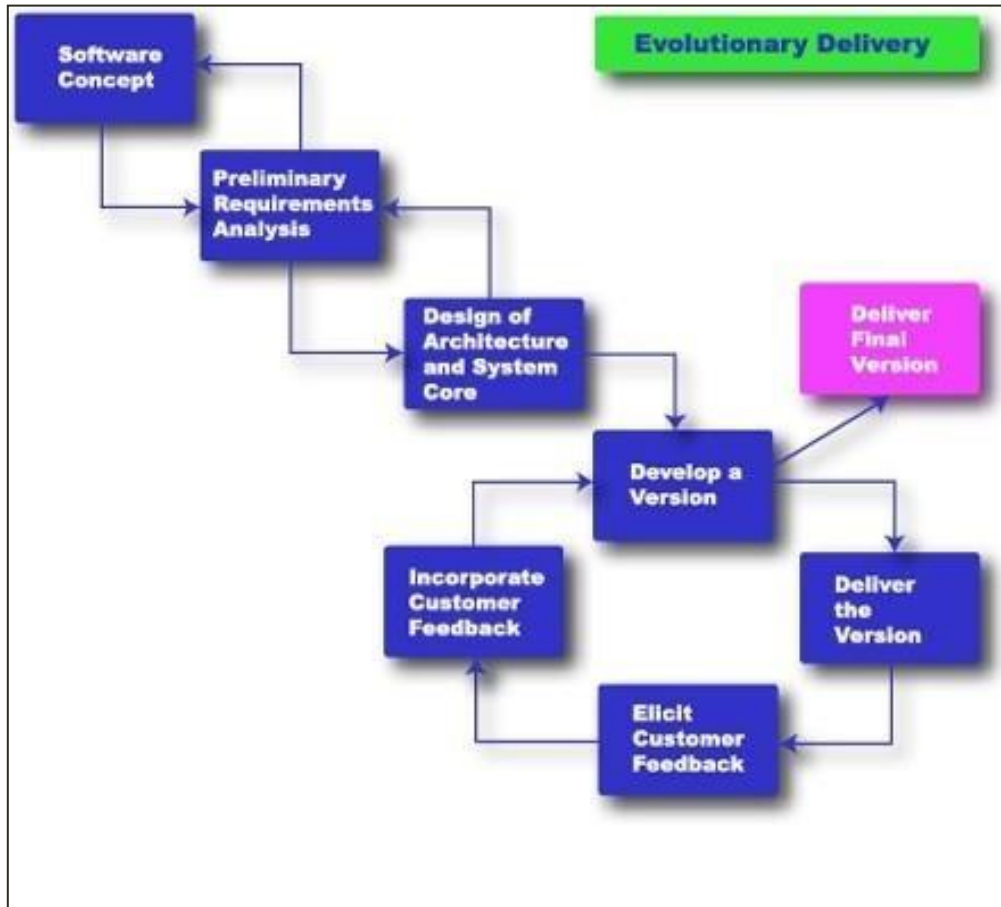 Software
Concept
Evolutionary Delivery
Preliminary
Requirements
Analysis
Design of
Architecture
and System
Core
Deliver
Final
Version
Develop a
Version
Incorporate
Customer
Feedback
Deliver
the
Version
Elicit
Customer
Feedback